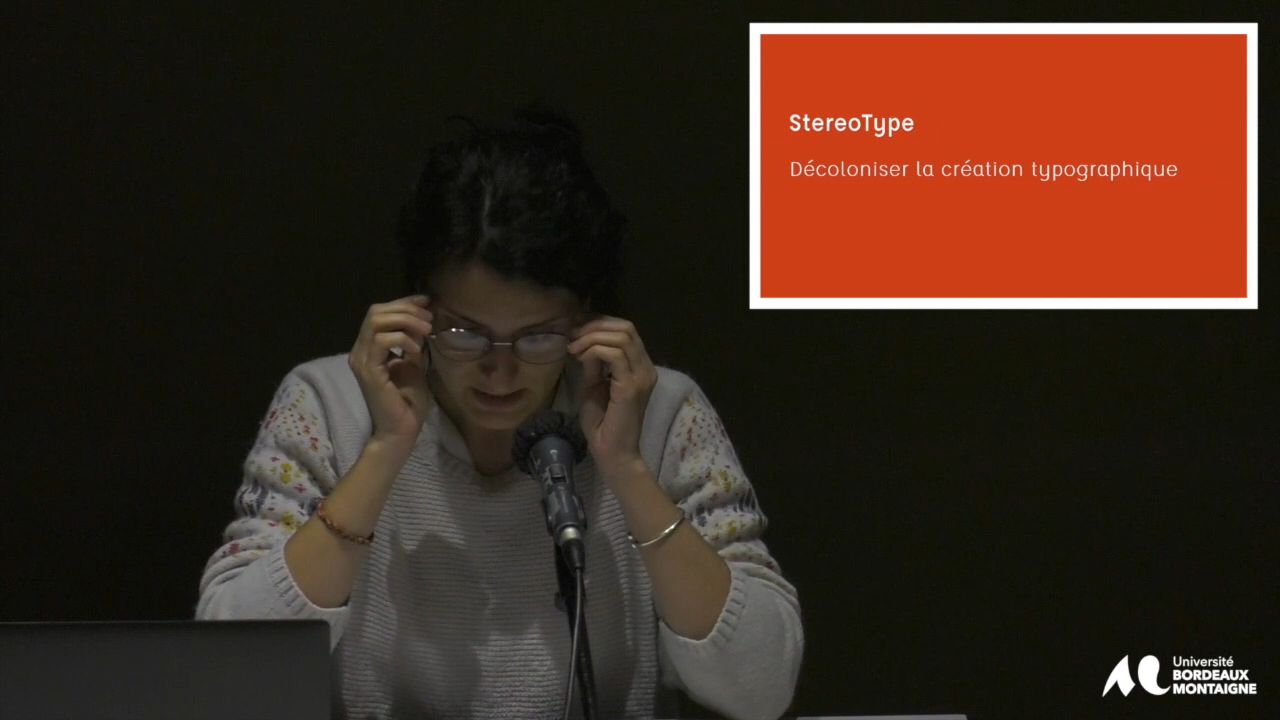 StereoType
Décoloniser la création typographique
Université
BORDEAUX
MONTAIGNE